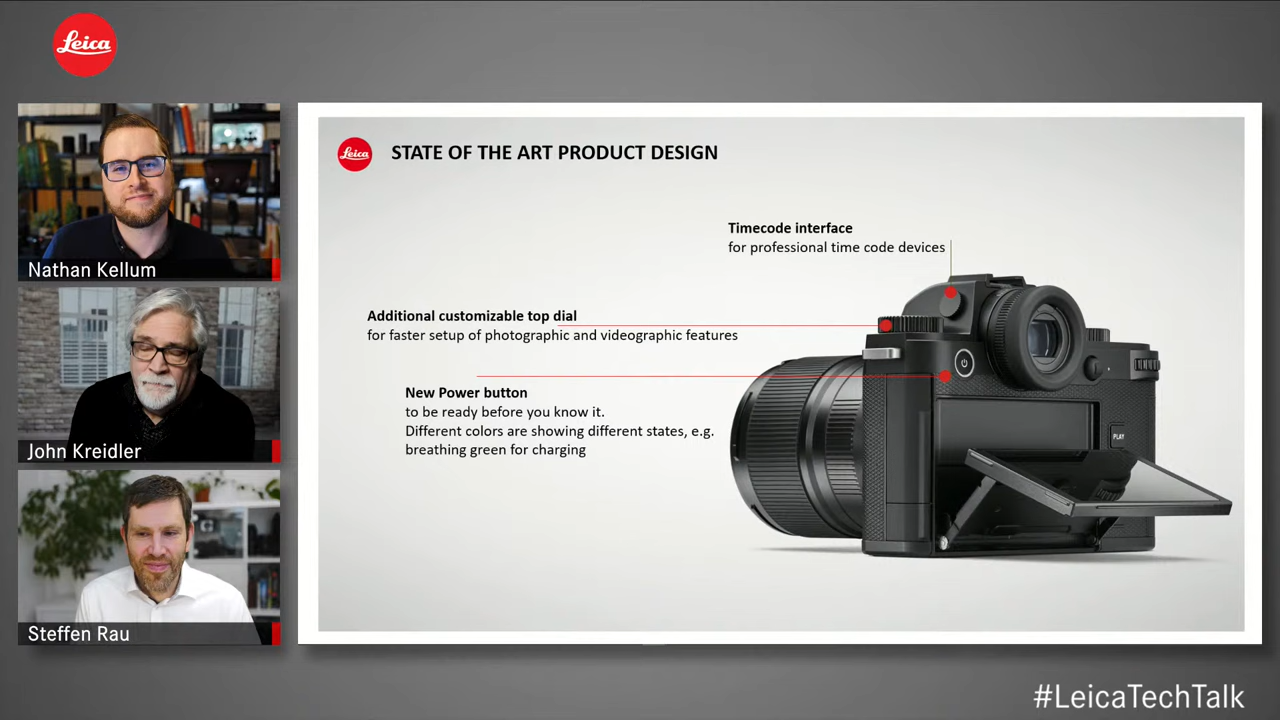 Leica
Nathan Kellum
John Kreidler
Steffen Rau
Leica
STATE OF THE ART PRODUCT DESIGN
Timecode interface
for professional time code devices
Additional customizable top dial
for faster setup of photographic and videographic features
New Power button
to be ready before you know it.
Different colors are showing different states, e.g.
breathing green for charging
PLAY
#LeicaTechTalk